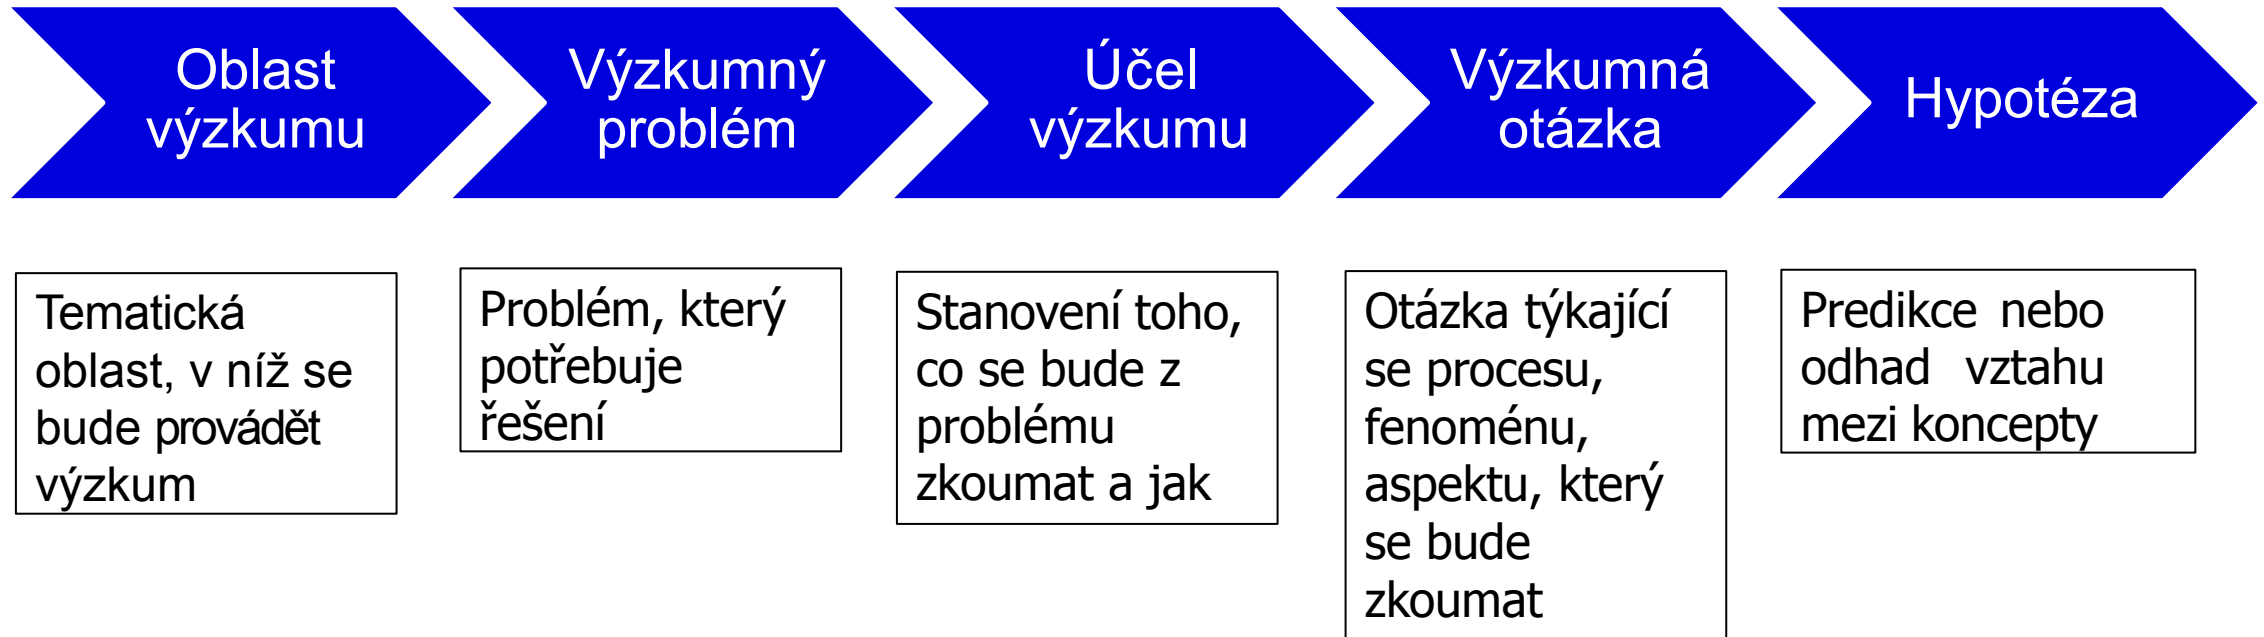 Oblast
výzkumu
Výzkumný
problém
Účel
výzkumu
Výzkumná
otázka
Hypotéza
Tematická
oblast, v níž se
bude provádět
výzkum
Problém, který
potřebuje
řešení
Stanovení toho,
co se bude z
problému
zkoumat a jak
Otázka týkající
se procesu,
fenoménu,
aspektu, který
se bude
zkoumat
Predikce nebo
odhad vztahu
mezi koncepty